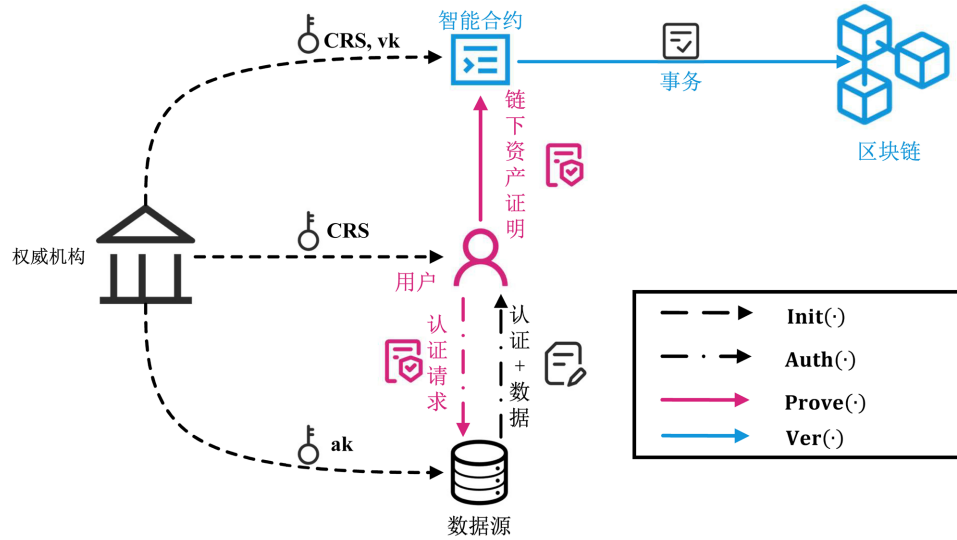 智能合约
CRS, vk
事务
区块链
链下资产证明
CRS
权威机构
用户
认证请求
认证+数据
ak
数据源
Init(·)
Auth(·)
Prove(·)
Ver(·)